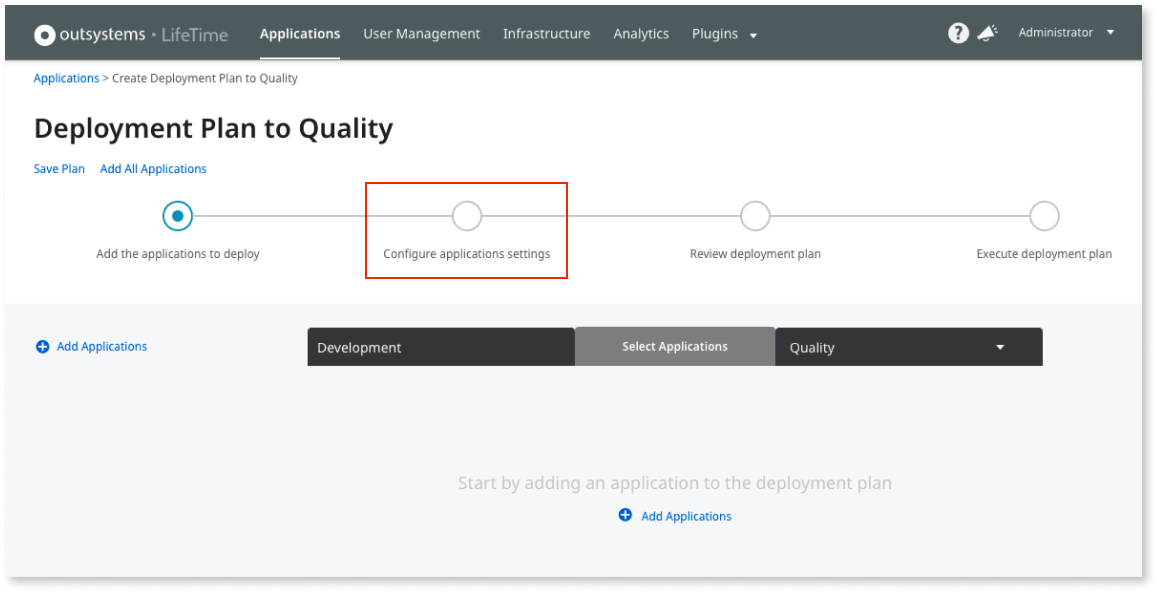 outsystems • LifeTime Applications User Management Infrastructure Analytics Plugins ? Administrator
Applications > Create Deployment Plan to Quality
Deployment Plan to Quality
Save Plan Add All Applications
Add the applications to deploy Configure applications settings Review deployment plan Execute deployment plan
Add Applications Development Select Applications Quality
Start by adding an application to the deployment plan
Add Applications